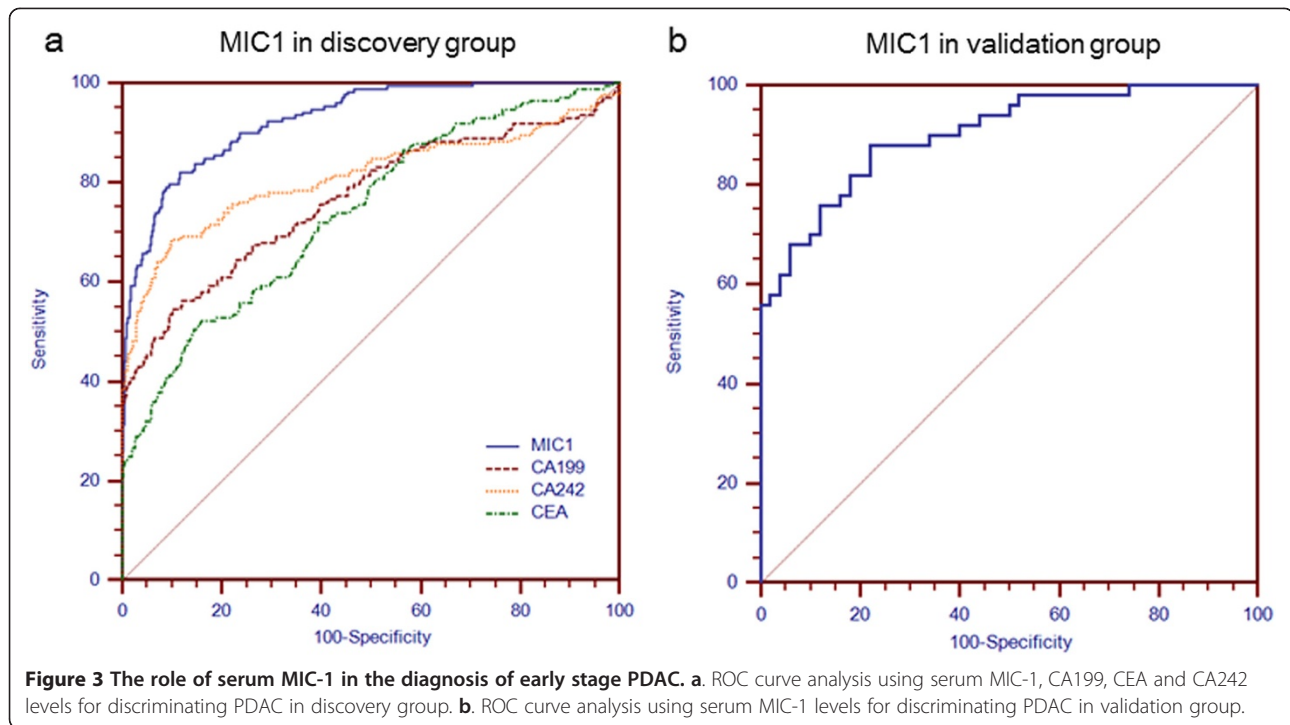 a
MIC1 in discovery group
100
80
60
40
20
0
Sensitivity
0 20 40 60 80 100
100-Specificity
MIC1
CA199
CA242
CEA
b
MIC1 in validation group
100
80
60
40
20
0
Sensitivity
0 20 40 60 80 100
100-Specificity
Figure 3 The role of serum MIC-1 in the diagnosis of early stage PDAC. a. ROC curve analysis using serum MIC-1, CA199, CEA and CA242
levels for discriminating PDAC in discovery group. b. ROC curve analysis using serum MIC-1 levels for discriminating PDAC in validation group.